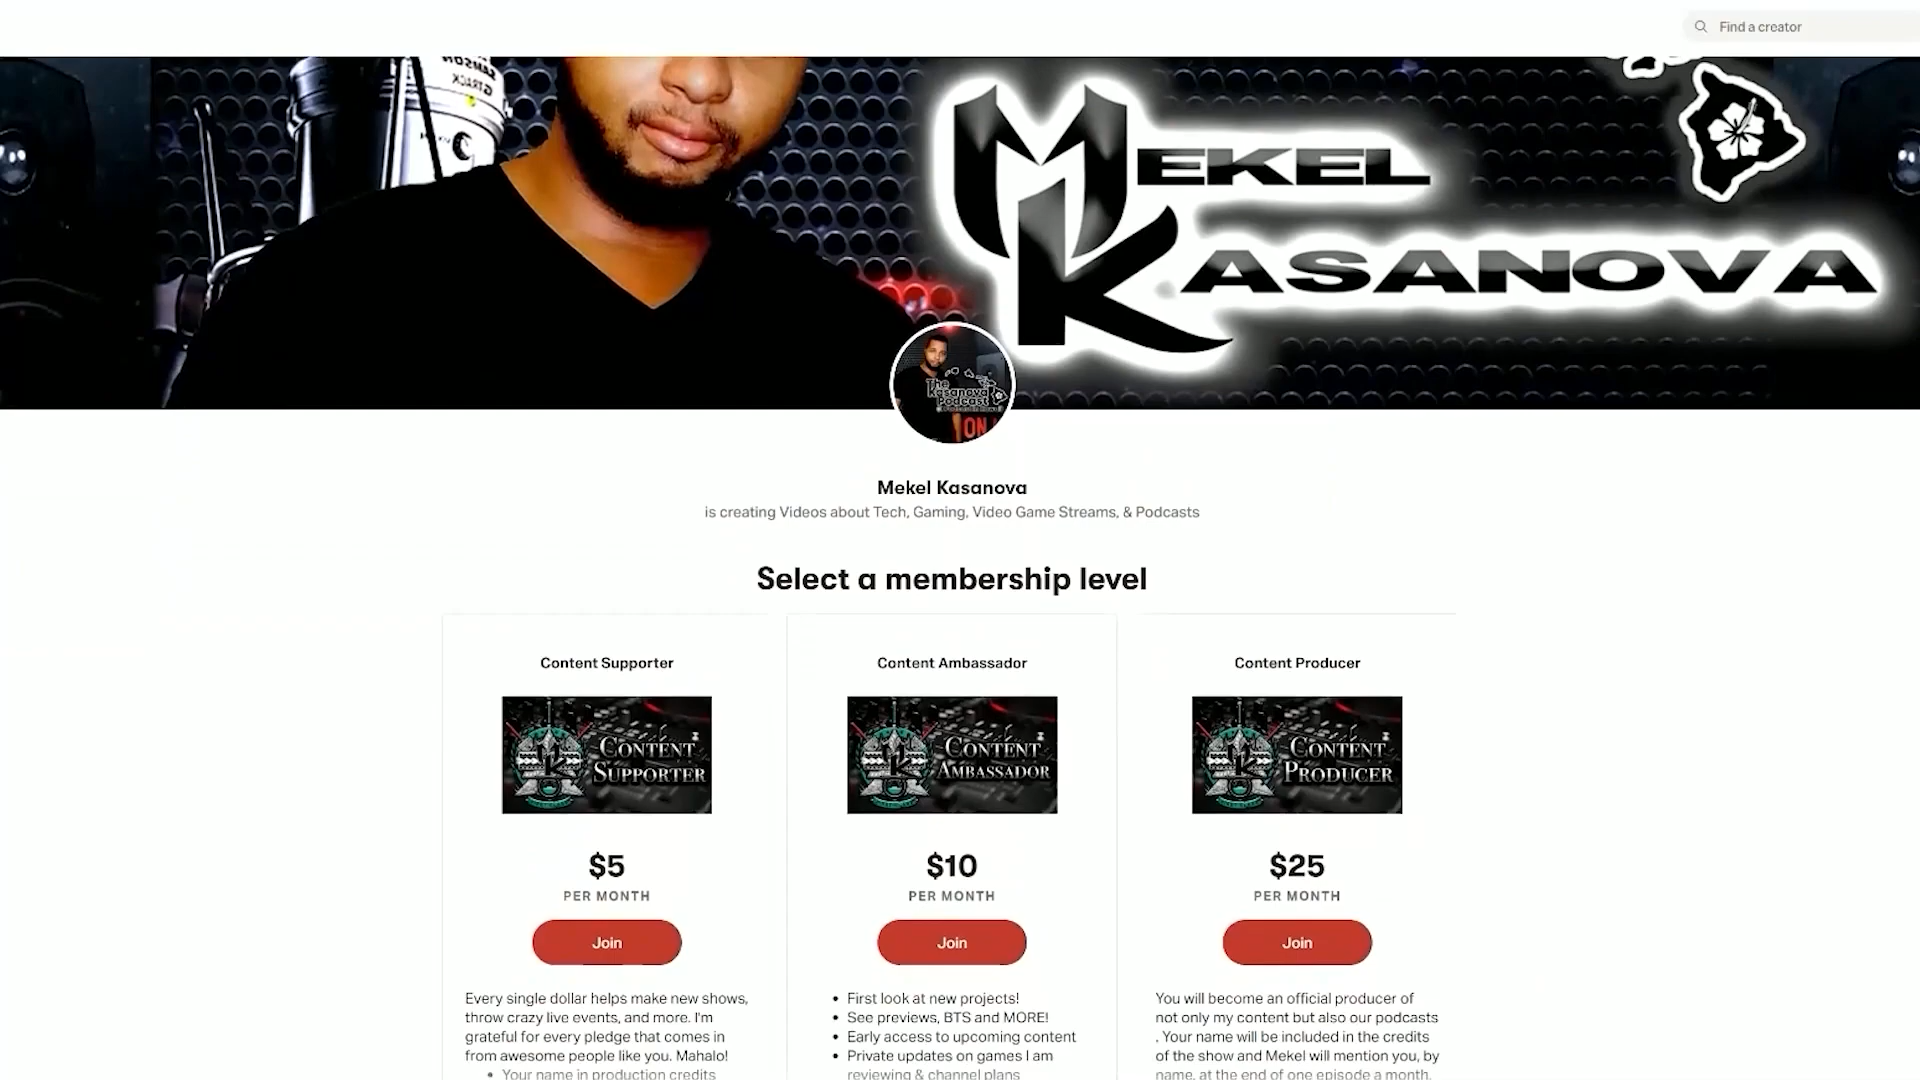 Find a creator
SAMSON
GTRACK
MEKEL
KASANOVA
MK
The
Kasanova
Podcast
ON
Mekel Kasanova
is creating Videos about Tech, Gaming, Video Game Streams, & Podcasts
Select a membership level
Content Supporter
CONTENT
SUPPORTER
$5
PER MONTH
Join
Every single dollar helps make new shows,
throw crazy live events, and more. I'm
grateful for every pledge that comes in
from awesome people like you. Mahalo!
• Your name in production credits
Content Ambassador
CONTENT
AMBASSADOR
$10
PER MONTH
Join
• First look at new projects!
• See previews, BTS and MORE!
• Early access to upcoming content
• Private updates on games I am
reviewing & channel plans
Content Producer
CONTENT
PRODUCER
$25
PER MONTH
Join
You will become an official producer of
not only my content but also our podcasts
. Your name will be included in the credits
of the show and Mekel will mention you, by
name, at the end of one episode a month.